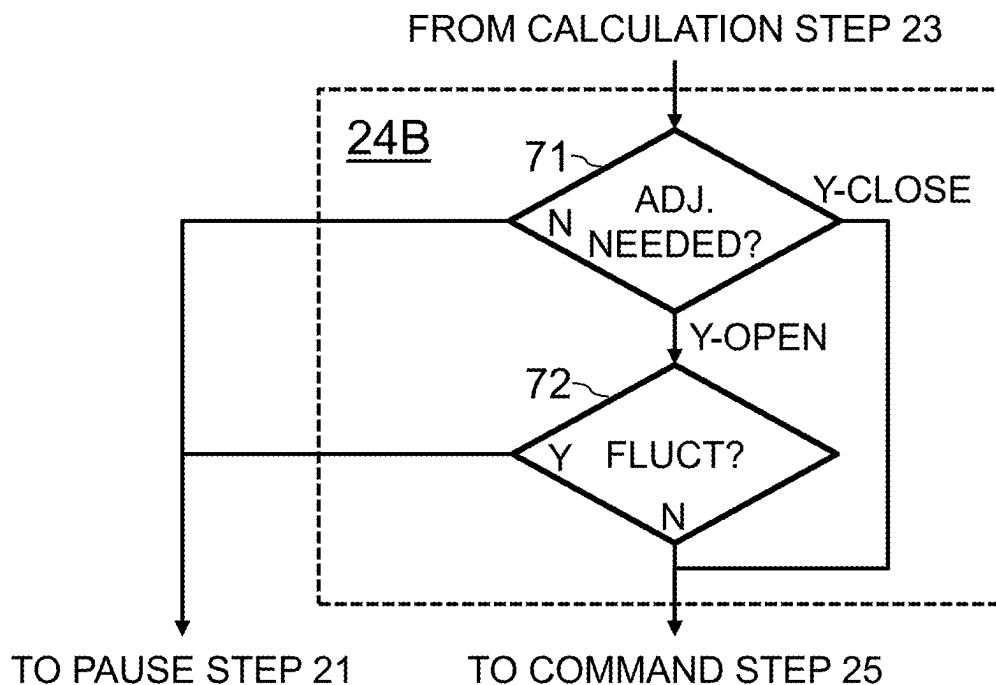 FROM CALCULATION STEP 23
24B
71
Y-CLOSE
N
ADJ.
NEEDED?
Y-OPEN
72
Y
FLUCT?
N
TO PAUSE STEP 21
TO COMMAND STEP 25